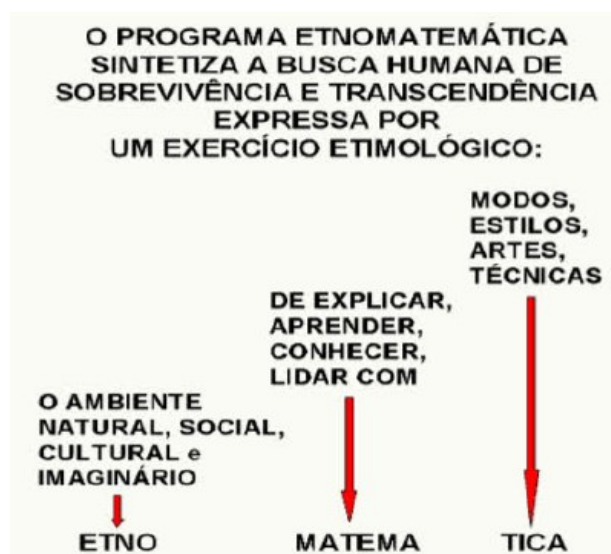 O PROGRAMA ETNOMATEMÁTICA
SINTETIZA A BUSCA HUMANA DE
SOBREVIVÊNCIA E TRANSCENDÊNCIA
EXPRESSA POR
UM EXERCÍCIO ETIMOLÓGICO:
MODOS,
ESTILOS,
ARTES,
TÉCNICAS
DE EXPLICAR,
APRENDER,
CONHECER,
LIDAR COM
O AMBIENTE
NATURAL, SOCIAL,
CULTURAL e
IMAGINÁRIO
ETNO MATEMA TICA